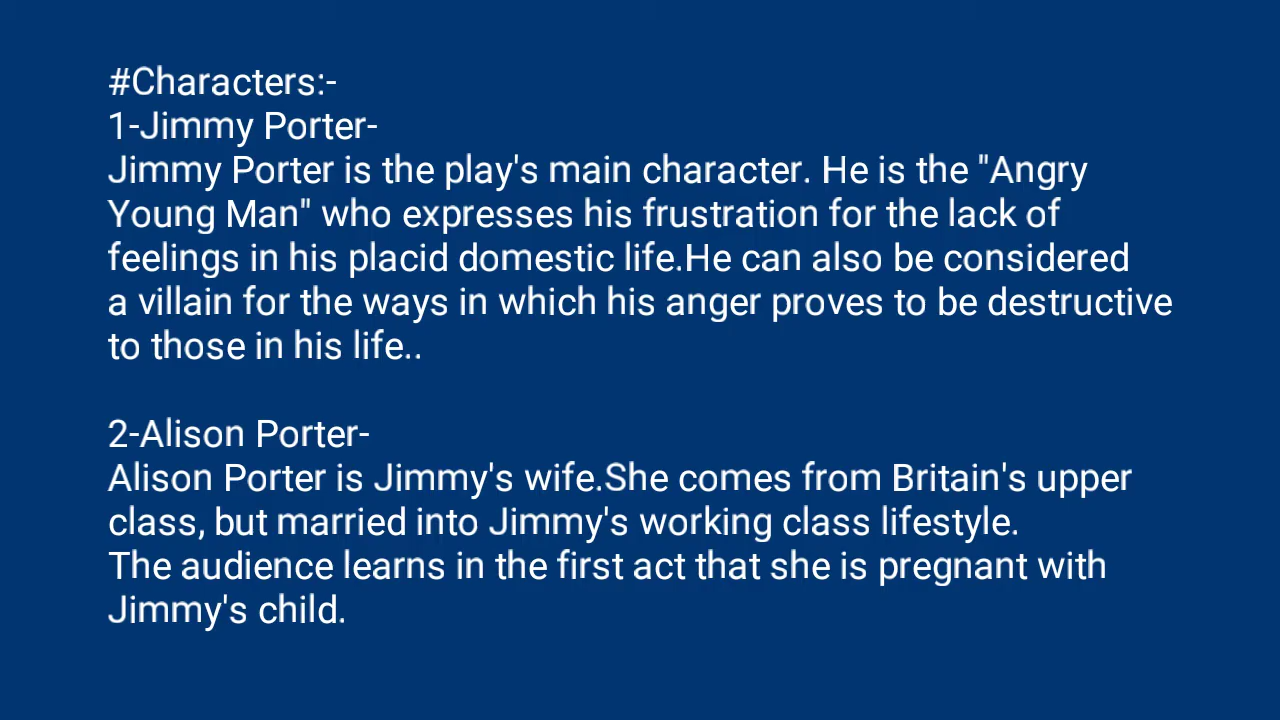 #Characters:-
1-Jimmy Porter-
Jimmy Porter is the play's main character. He is the "Angry
Young Man" who expresses his frustration for the lack of
feelings in his placid domestic life.He can also be considered
a villain for the ways in which his anger proves to be destructive
to those in his life..
2-Alison Porter-
Alison Porter is Jimmy's wife.She comes from Britain's upper
class, but married into Jimmy's working class lifestyle.
The audience learns in the first act that she is pregnant with
Jimmy's child.